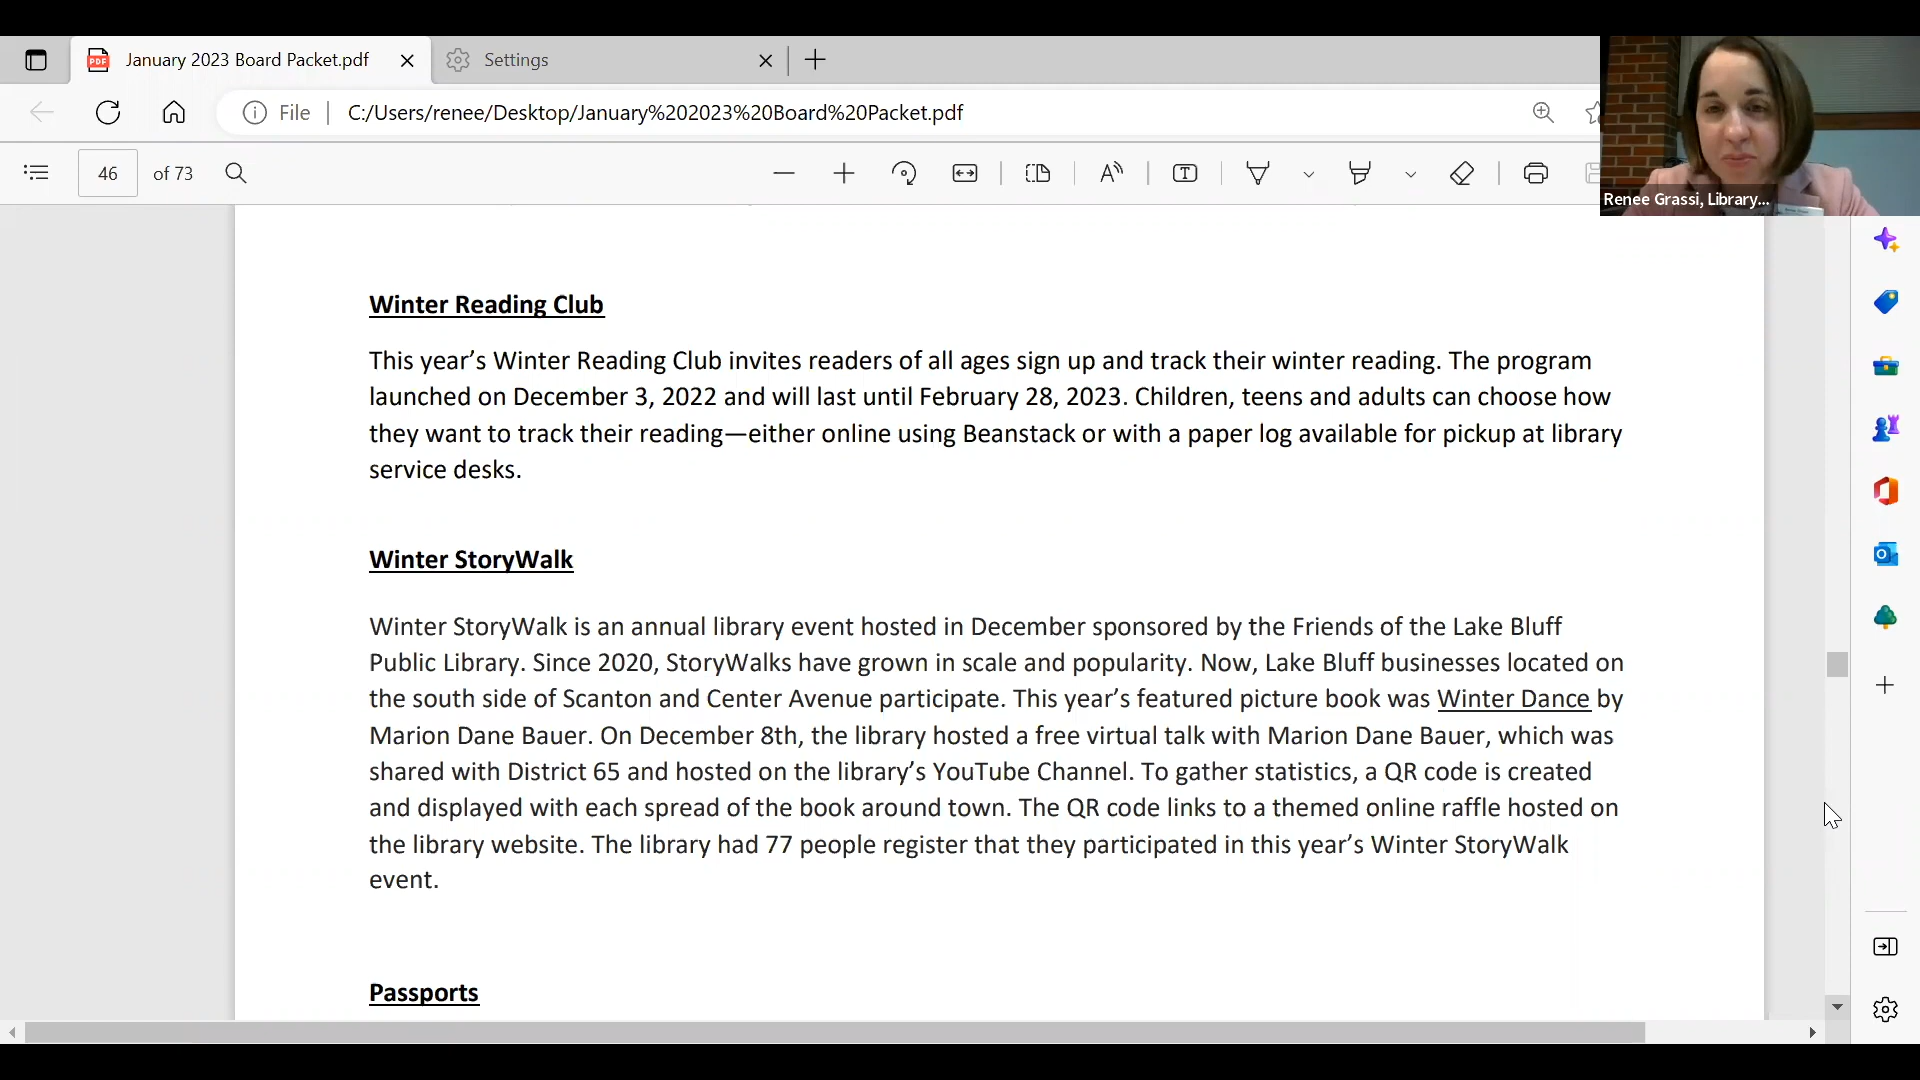 January 2023 Board Packet.pdf
Settings
File
C:/Users/renee/Desktop/January%202023%20Board%20Packet.pdf
46 of 73
Renee Grassi, Library...
Winter Reading Club
This year’s Winter Reading Club invites readers of all ages sign up and track their winter reading. The program
launched on December 3, 2022 and will last until February 28, 2023. Children, teens and adults can choose how
they want to track their reading—either online using Beanstack or with a paper log available for pickup at library
service desks.
Winter StoryWalk
Winter StoryWalk is an annual library event hosted in December sponsored by the Friends of the Lake Bluff
Public Library. Since 2020, StoryWalks have grown in scale and popularity. Now, Lake Bluff businesses located on
the south side of Scanton and Center Avenue participate. This year’s featured picture book was Winter Dance by
Marion Dane Bauer. On December 8th, the library hosted a free virtual talk with Marion Dane Bauer, which was
shared with District 65 and hosted on the library’s YouTube Channel. To gather statistics, a QR code is created
and displayed with each spread of the book around town. The QR code links to a themed online raffle hosted on
the library website. The library had 77 people register that they participated in this year’s Winter StoryWalk
event.
Passports